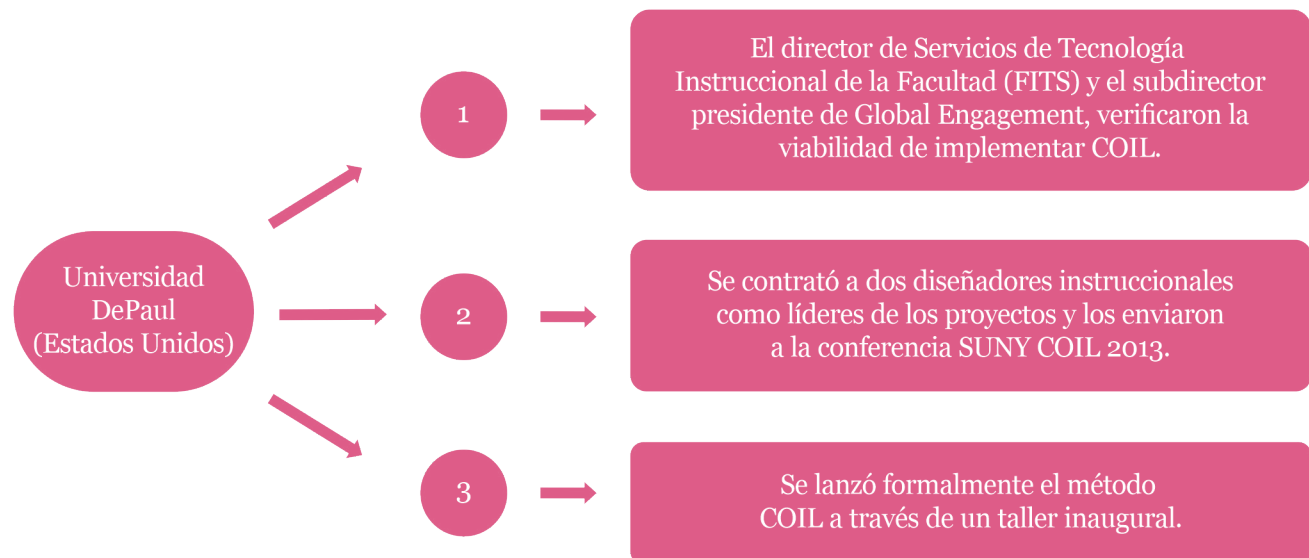 Universidad
DePaul
(Estados Unidos)
1
El director de Servicios de Tecnología
Instruccional de la Facultad (FITS) y el subdirector
presidente de Global Engagement, verificaron la
viabilidad de implementar COIL.
2
Se contrató a dos diseñadores instruccionales
como líderes de los proyectos y los enviaron
a la conferencia SUNY COIL 2013.
3
Se lanzó formalmente el método
COIL a través de un taller inaugural.